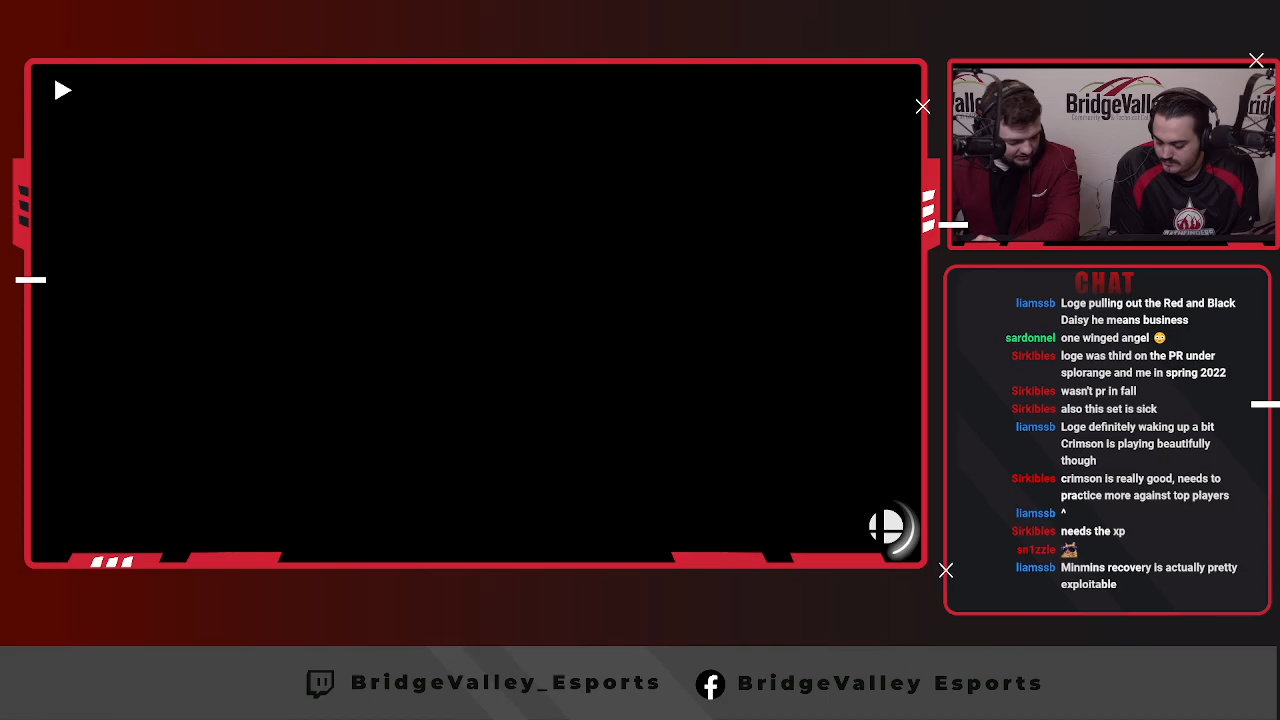 BridgeValley
CHAT
liamssb Loge pulling out the Red and Black
Daisy he means business
sardonnel one winged angel 😳
Sirkibles loge was third on the PR under
splorange and me in spring 2022
Sirkibles wasn't pr in fall
Sirkibles also this set is sick
liamssb Loge definitely waking up a bit
Crimson is playing beautifully
though
Sirkibles crimson is really good, needs to
practice more against top players
liamssb ^
Sirkibles needs the xp
sn1zzle
liamssb Minmins recovery is actually pretty
exploitable
BridgeValley_Esports
BridgeValley Esports